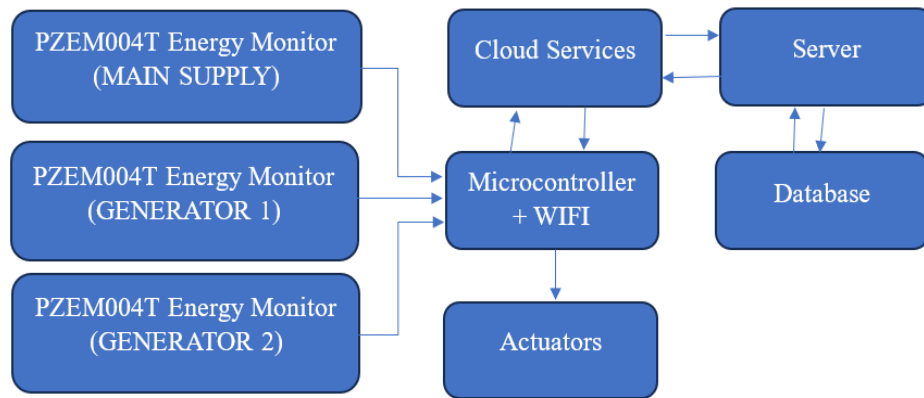 PZEM004T Energy Monitor
(MAIN SUPPLY)
PZEM004T Energy Monitor
(GENERATOR 1)
PZEM004T Energy Monitor
(GENERATOR 2)
Cloud Services
Server
Microcontroller
+ WIFI
Database
Actuators